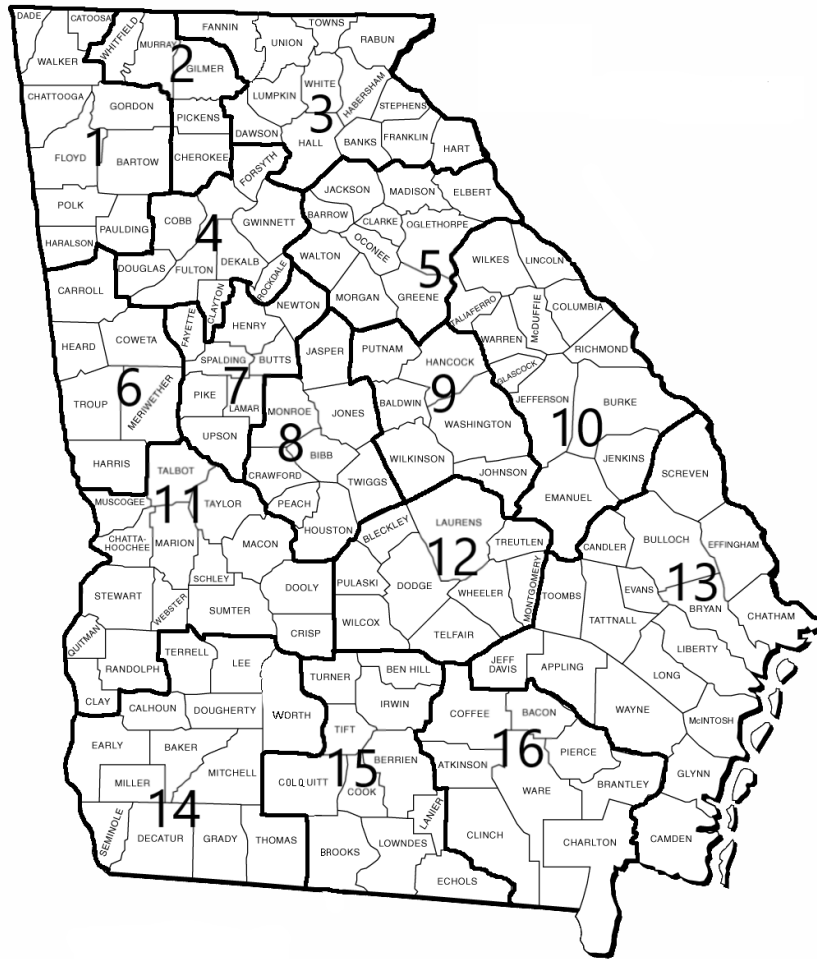 DADE
CATOOSA
WHITFIELD
MURRAY
FANNIN
TOWNS
UNION
RABUN
WALKER
2
GILMER
CHATTOOGA
GORDON
LUMPKIN
WHITE
HABERSHAM
STEPHENS
PICKENS
3
DAWSON
HALL
BANKS
FRANKLIN
HART
1
FLOYD
BARTOW
CHEROKEE
FORSYTH
JACKSON
MADISON
ELBERT
POLK
PAULDING
HARALSON
COBB
4
GWINNETT
BARROW
CLARKE
OGLETHORPE
OCONEE
5
DOUGLAS
FULTON
DEKALB
ROCKDALE
WALTON
WILKES
LINCOLN
CARROLL
CLAYTON
NEWTON
MORGAN
GREENE
TALIAFERRO
McDUFFIE
COLUMBIA
FAYETTE
HENRY
WARREN
RICHMOND
HEARD
COWETA
SPALDING
BUTTS
JASPER
PUTNAM
HANCOCK
GLASCOCK
6
7
TROUP
MERIWETHER
PIKE
LAMAR
MONROE
JONES
BALDWIN
9
JEFFERSON
BURKE
WASHINGTON
10
UPSON
8
BIBB
HARRIS
TALBOT
CRAWFORD
TWIGGS
WILKINSON
JOHNSON
JENKINS
SCREVEN
EMANUEL
MUSCOGEE
11
TAYLOR
PEACH
HOUSTON
BLECKLEY
LAURENS
TREUTLEN
CHATTA-
HOOCHEE
MARION
MACON
12
CANDLER
BULLOCH
EFFINGHAM
STEWART
WEBSTER
SCHLEY
SUMTER
DOOLY
PULASKI
DODGE
WHEELER
MONTGOMERY
TOOMBS
EVANS
13
BRYAN
CHATHAM
TATTNALL
QUITMAN
CRISP
WILCOX
TELFAIR
LIBERTY
RANDOLPH
TERRELL
LEE
TURNER
BEN HILL
JEFF
DAVIS
APPLING
LONG
CLAY
CALHOUN
DOUGHERTY
WORTH
IRWIN
COFFEE
BACON
WAYNE
McINTOSH
EARLY
BAKER
TIFT
16
PIERCE
MILLER
MITCHELL
COLQUITT
15
BERRIEN
ATKINSON
COOK
WARE
BRANTLEY
GLYNN
14
SEMINOLE
DECATUR
GRADY
THOMAS
BROOKS
LOWNDES
LANIER
CLINCH
CHARLTON
CAMDEN
ECHOLS